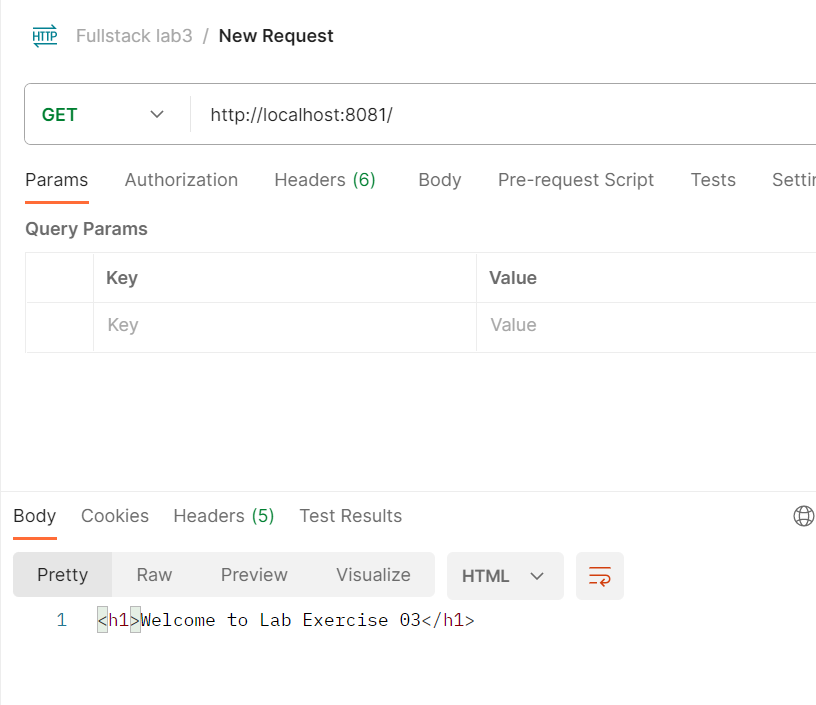 HTTP Fullstack lab3 / New Request
GET http://localhost:8081/
Params Authorization Headers (6) Body Pre-request Script Tests Settin
Query Params
Key Value
Key Value
Body Cookies Headers (5) Test Results
Pretty Raw Preview Visualize HTML
1 <h1>Welcome to Lab Exercise 03</h1>